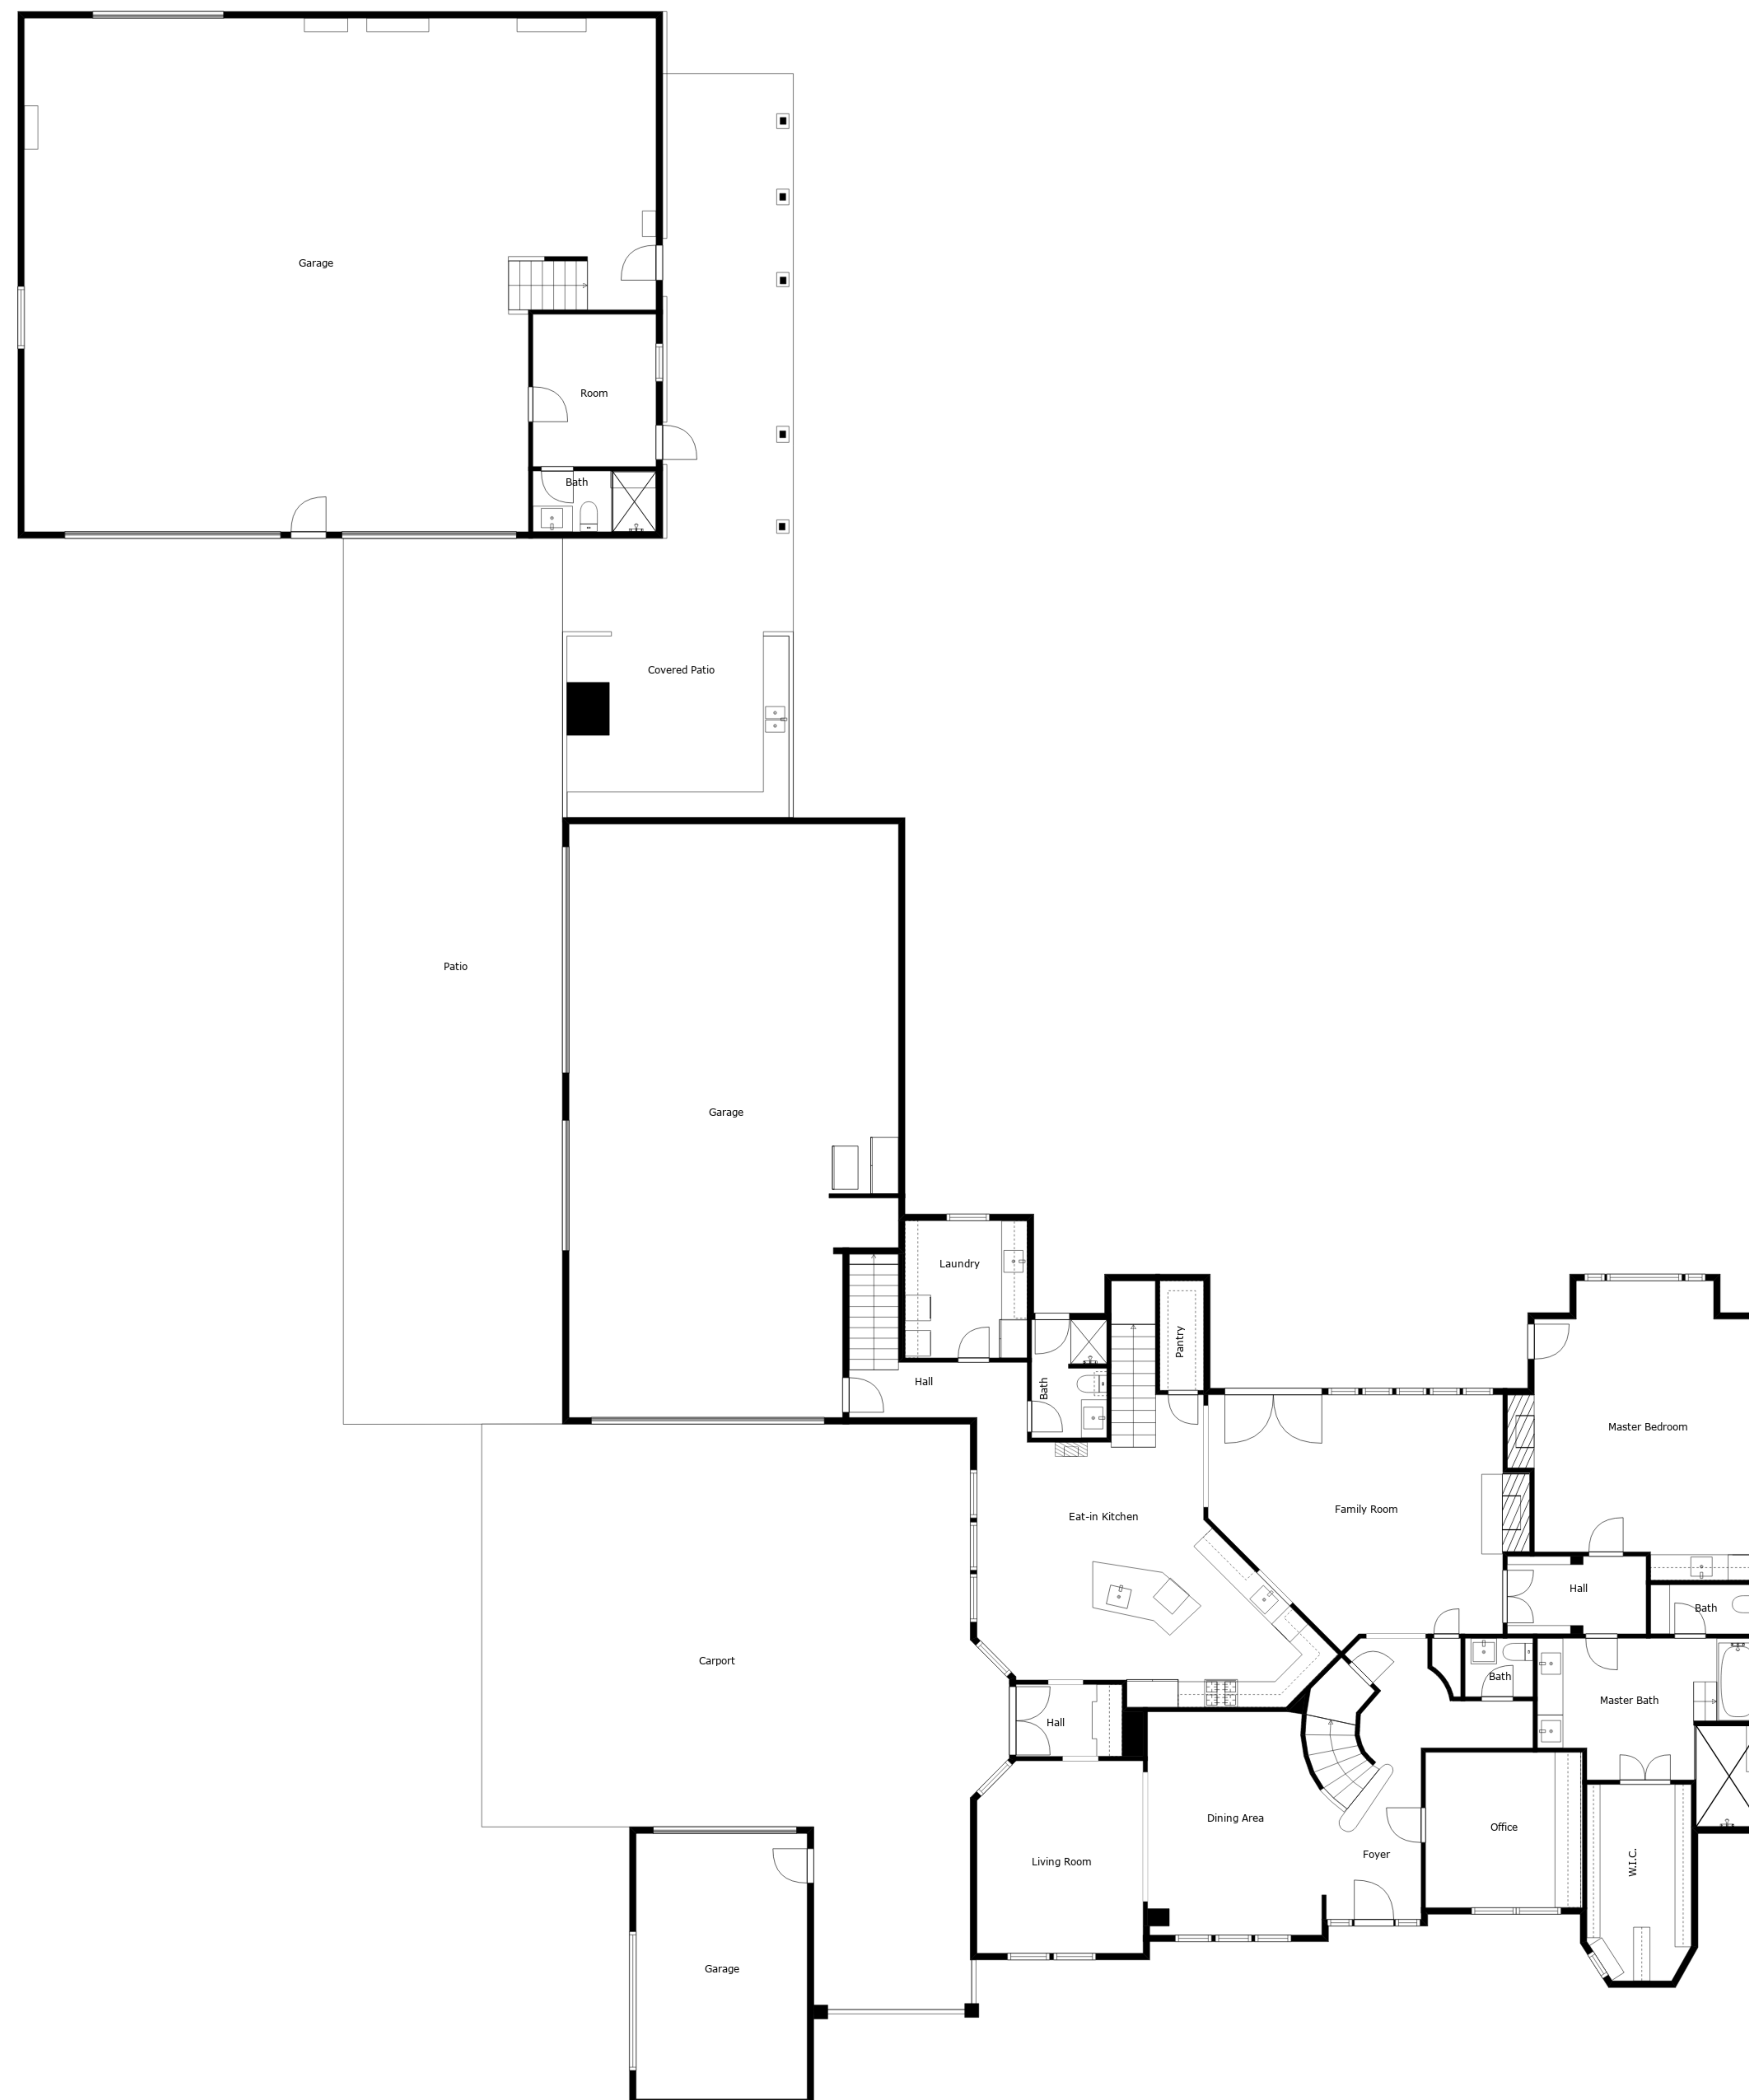 Garage
Room
Bath
Covered Patio
Patio
Garage
Laundry
Pantry
Hall
Bath
Master Bedroom
Family Room
Eat-in Kitchen
Hall
Bath
Carport
Bath
Master Bath
Hall
Dining Area
Office
Foyer
Living Room
W.I.C.
Garage